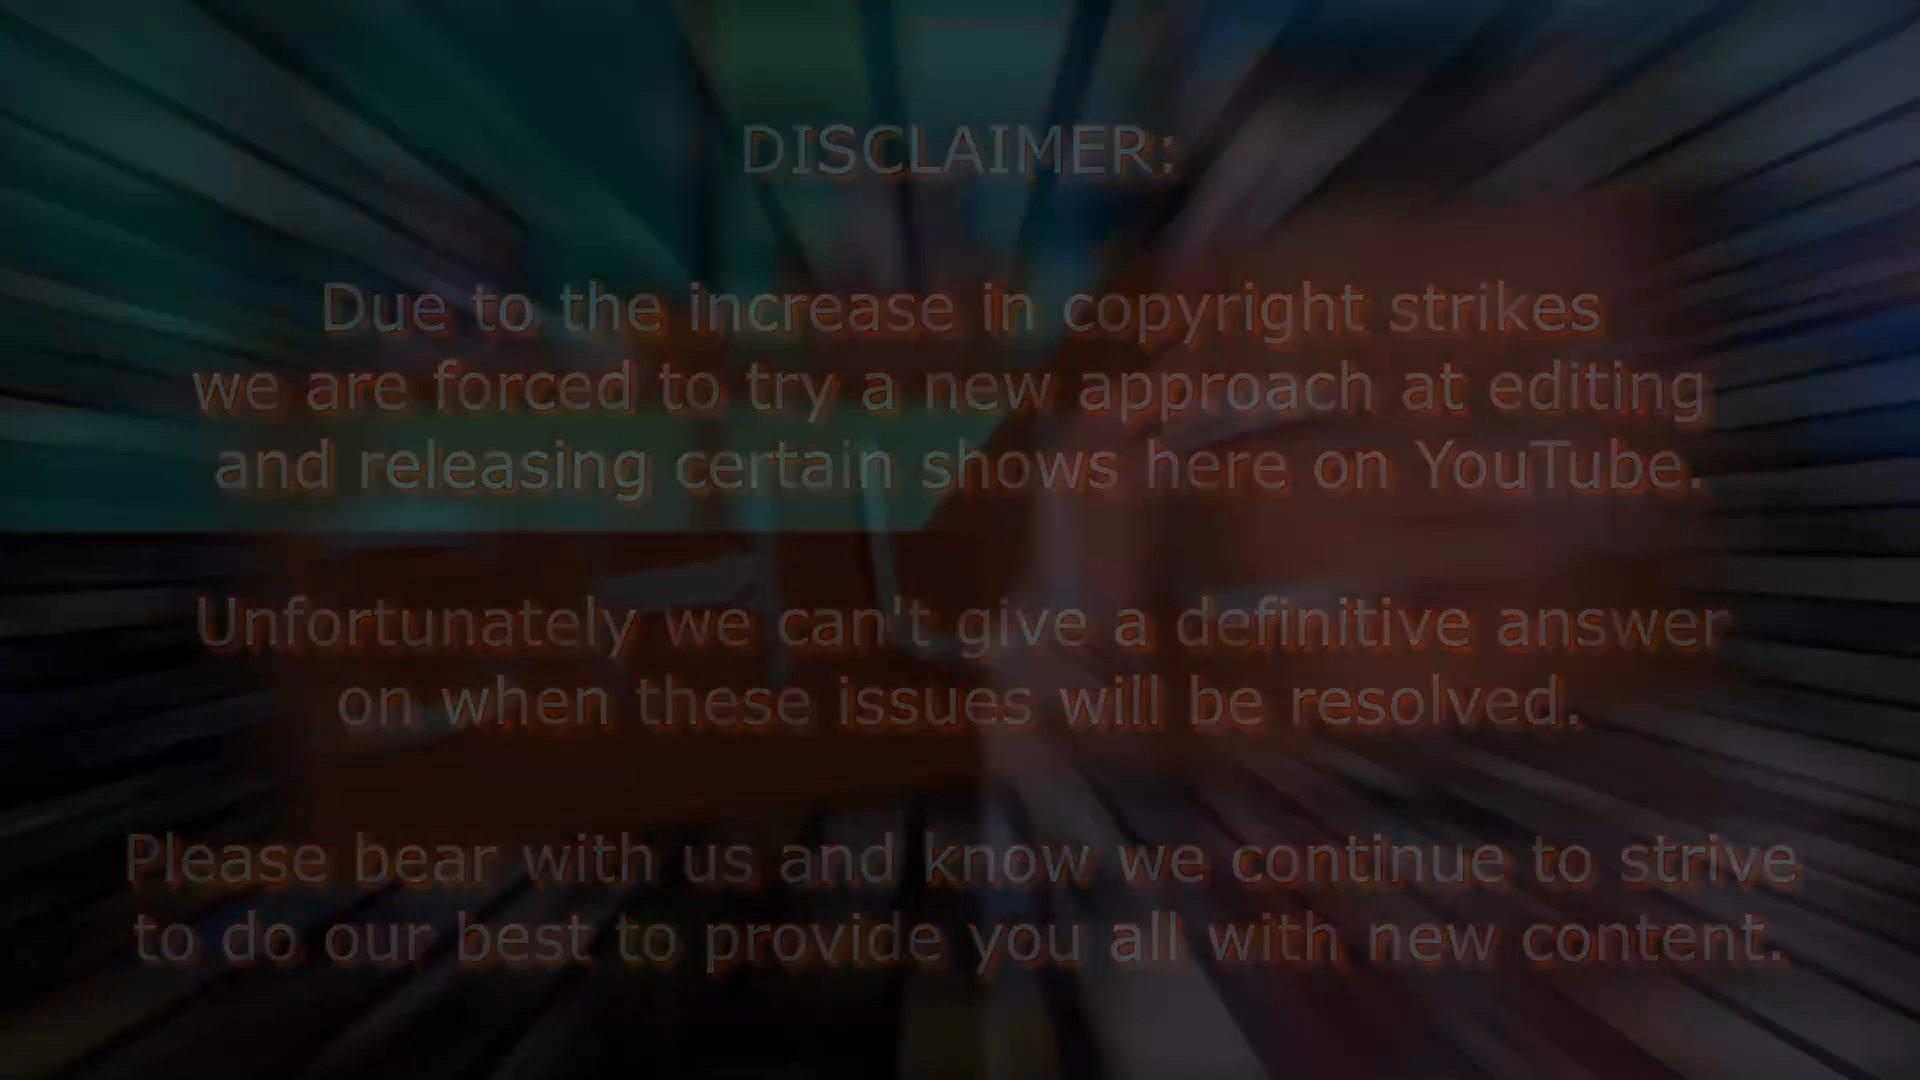 DISCLAIMER:
Due to the increase in copyright strikes
we are forced to try a new approach at editing
and releasing certain shows here on YouTube.
Unfortunately we can't give a definitive answer
on when these issues will be resolved.
Please bear with us and know we continue to strive
to do our best to provide you all with new content.